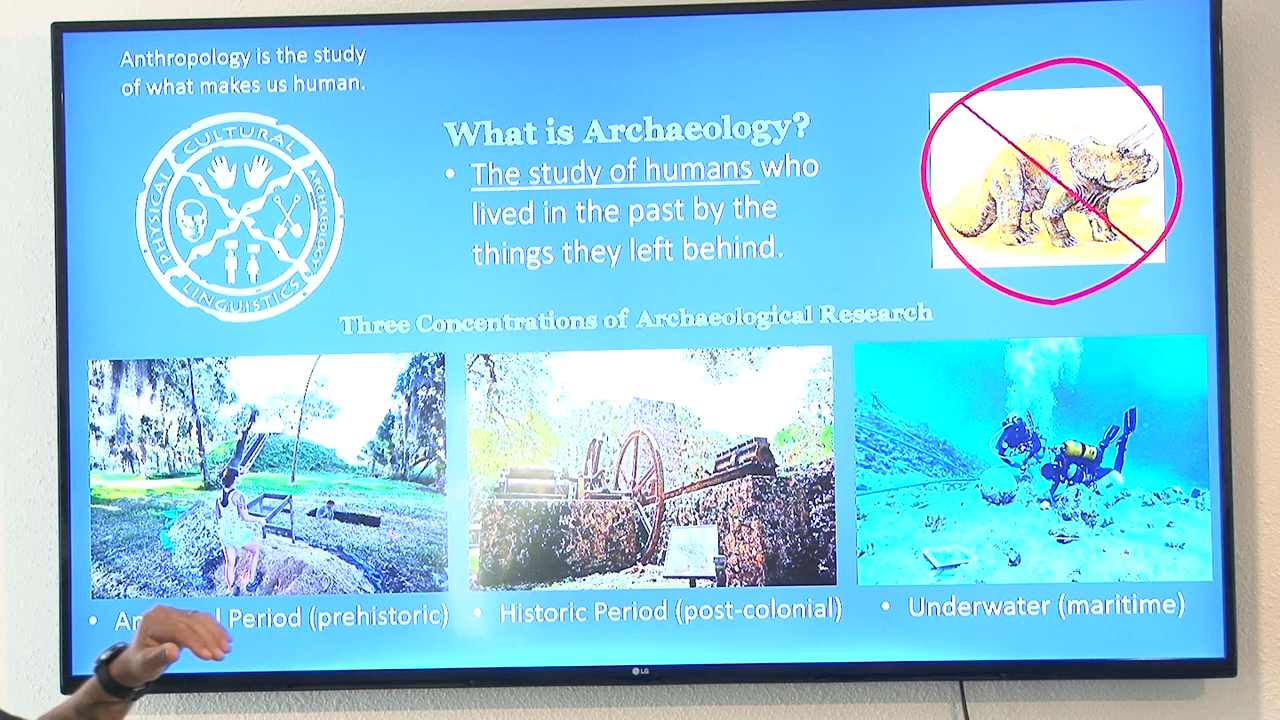 Anthropology is the study
of what makes us human.
CULTURAL
PHYSICAL
ARCHAEOLOGY
LINGUISTICS
What is Archaeology?
• The study of humans who
lived in the past by the
things they left behind.
Three Concentrations of Archaeological Research
• Period (prehistoric)
• Historic Period (post-colonial)
• Underwater (maritime)
LG